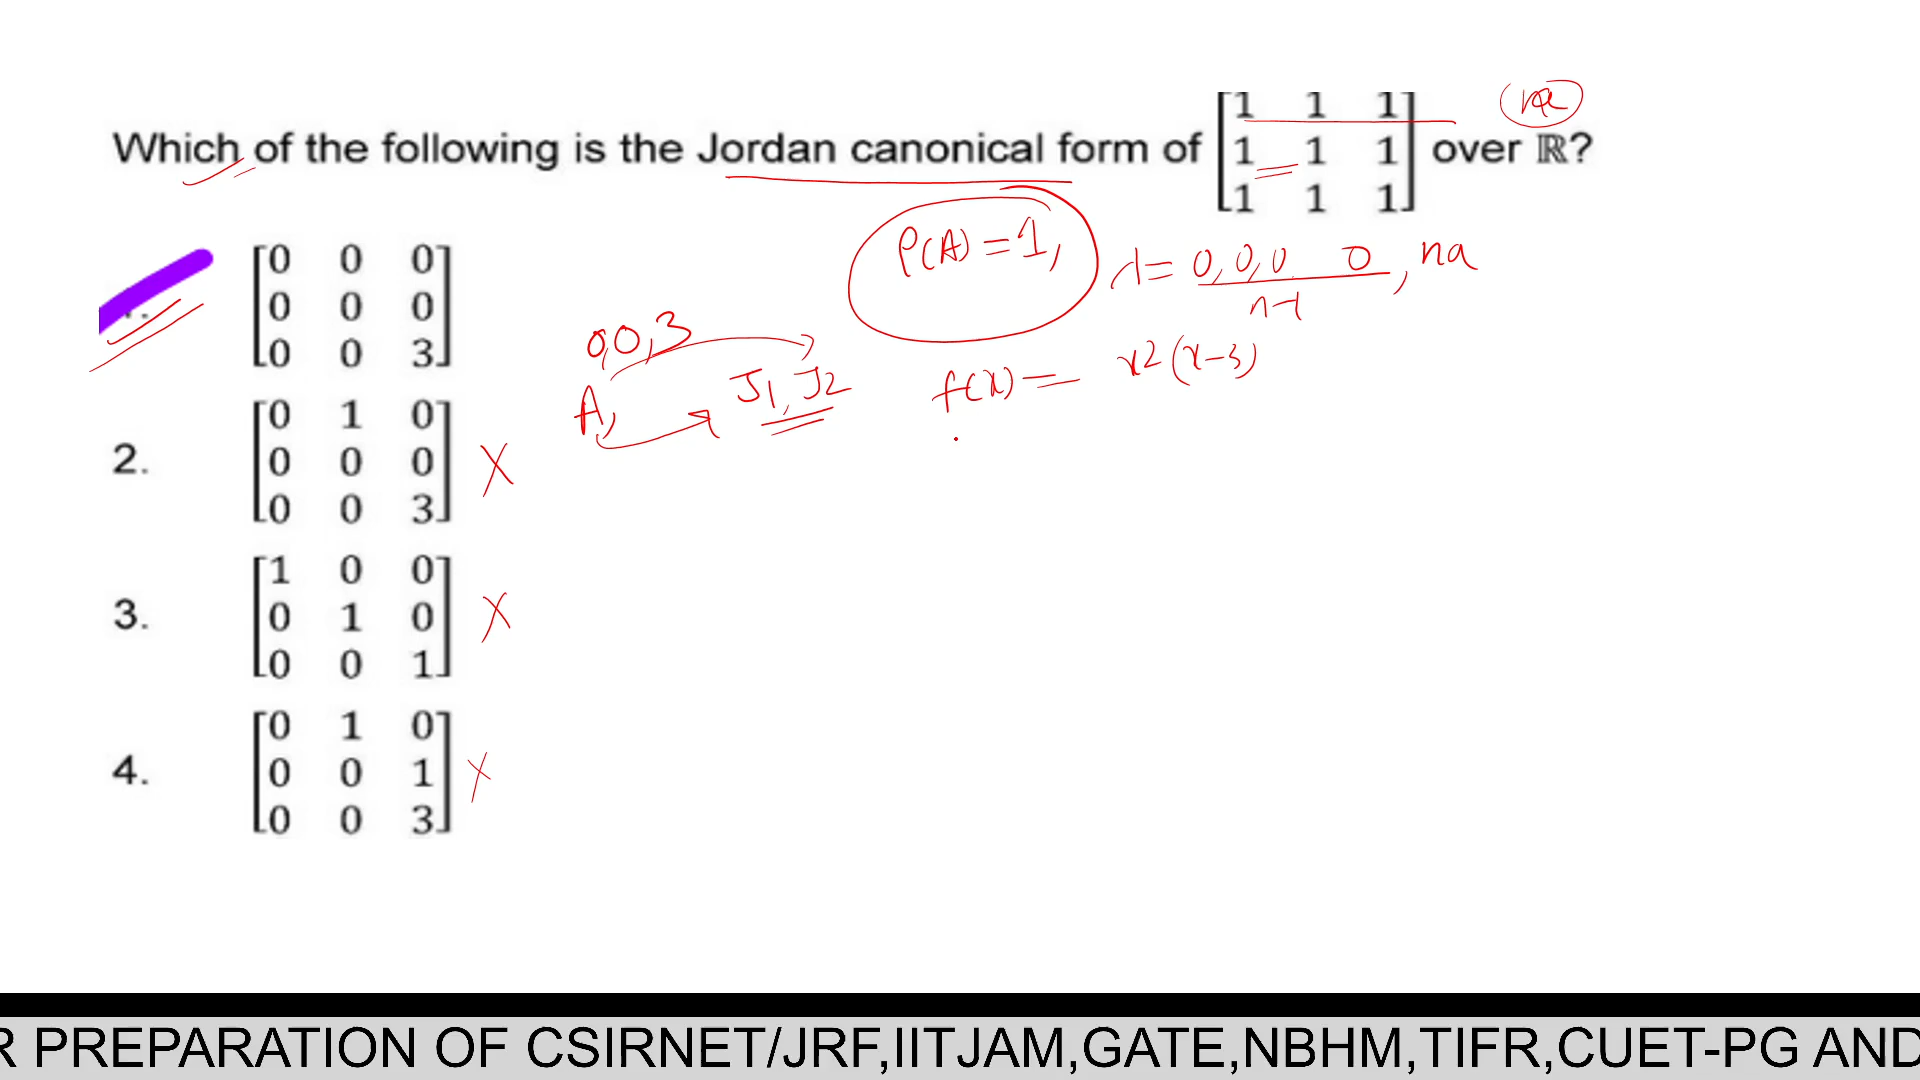 Which of the following is the Jordan canonical form of [1 1 1 over ℝ?
1 1 1
1 1 1]
(na)
ρ(A) = 1,
λ = 0, 0, 0 0, na
n-1
[0 0 0]
1. [0 0 0]
[0 0 3]
0, 0, 3
A, J1, J2
f(x) = x2 (x-3)
[0 1 0]
2. [0 0 0] X
[0 0 3]
[1 0 0]
3. [0 1 0] X
[0 0 1]
[0 1 0]
4. [0 0 1] X
[0 0 3]
R PREPARATION OF CSIRNET/JRF,IITJAM,GATE,NBHM,TIFR,CUET-PG AND